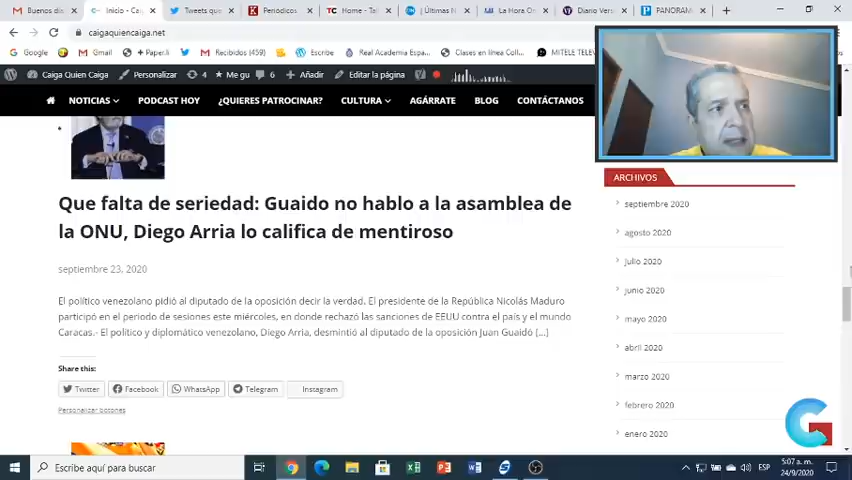 Buenos día
Inicio - Cai
Tweets que
Periódicos
Home - Tal
Últimas N
La Hora On
Diario Vers
PANORAM
caigaquiencaiga.net
Google
Gmail
+ Paper.li
Recibidos (459)
Escribe
Real Academia Espa...
Clases en línea Coll...
MITELE TELEVI
Caiga Quien Caiga
Personalizar
4
Me gu
6
Añadir
Editar la página
NOTICIAS
PODCAST HOY
¿QUIERES PATROCINAR?
CULTURA
AGÁRRATE
BLOG
CONTÁCTANOS
Que falta de seriedad: Guaido no hablo a la asamblea de
la ONU, Diego Arria lo califica de mentiroso
septiembre 23, 2020
El político venezolano pidió al diputado de la oposición decir la verdad. El presidente de la República Nicolás Maduro
participó en el periodo de sesiones este miércoles, en donde rechazó las sanciones de EEUU contra el país y el mundo
Caracas.- El político y diplomático venezolano, Diego Arria, desmintió al diputado de la oposición Juan Guaidó [...]
Share this:
Twitter
Facebook
WhatsApp
Telegram
Instagram
Personalizar botones
ARCHIVOS
septiembre 2020
agosto 2020
julio 2020
junio 2020
mayo 2020
abril 2020
marzo 2020
febrero 2020
enero 2020
Escribe aquí para buscar
ESP
5:07 a. m.
24/9/2020